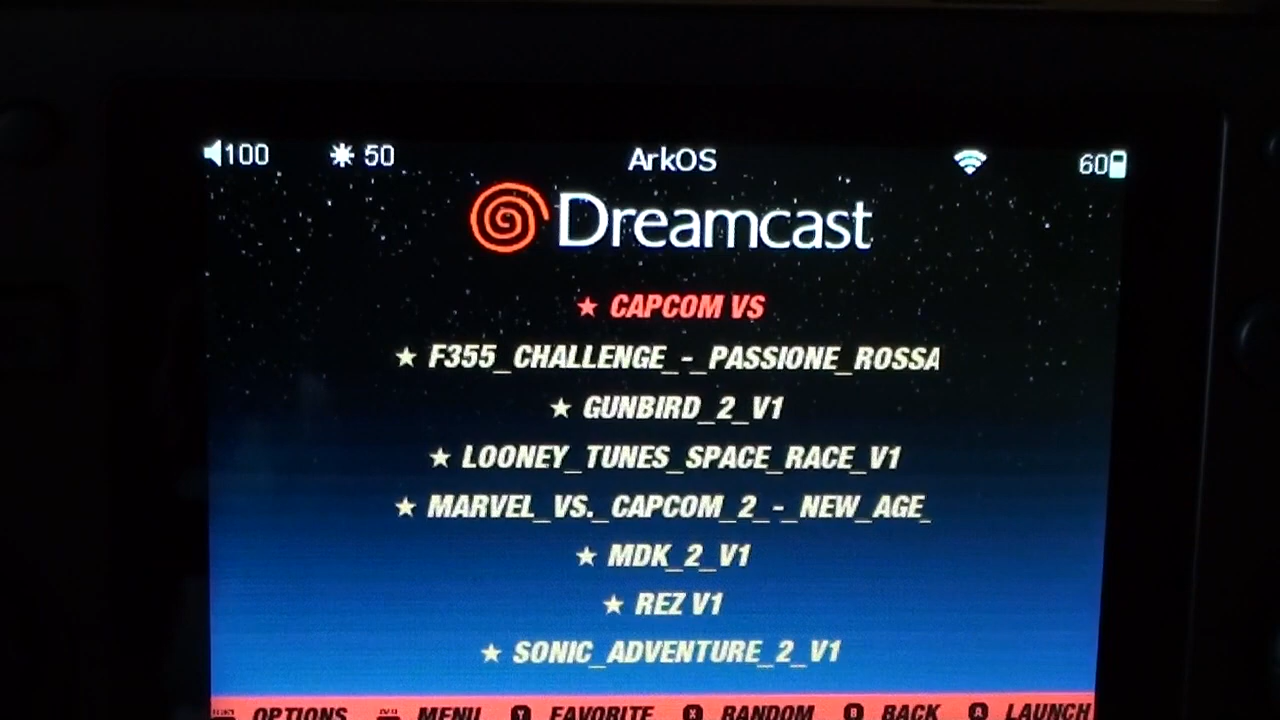 100 50 ArkOS 60
Dreamcast
★ CAPCOM VS
★ F355_CHALLENGE_-_PASSIONE_ROSSA
★ GUNBIRD_2_V1
★ LOONEY_TUNES_SPACE_RACE_V1
★ MARVEL_VS._CAPCOM_2_-_NEW_AGE_
★ MDK_2_V1
★ REZ V1
★ SONIC_ADVENTURE_2_V1
OPTIONS MENU Y FAVORITE X RANDOM B BACK A LAUNCH